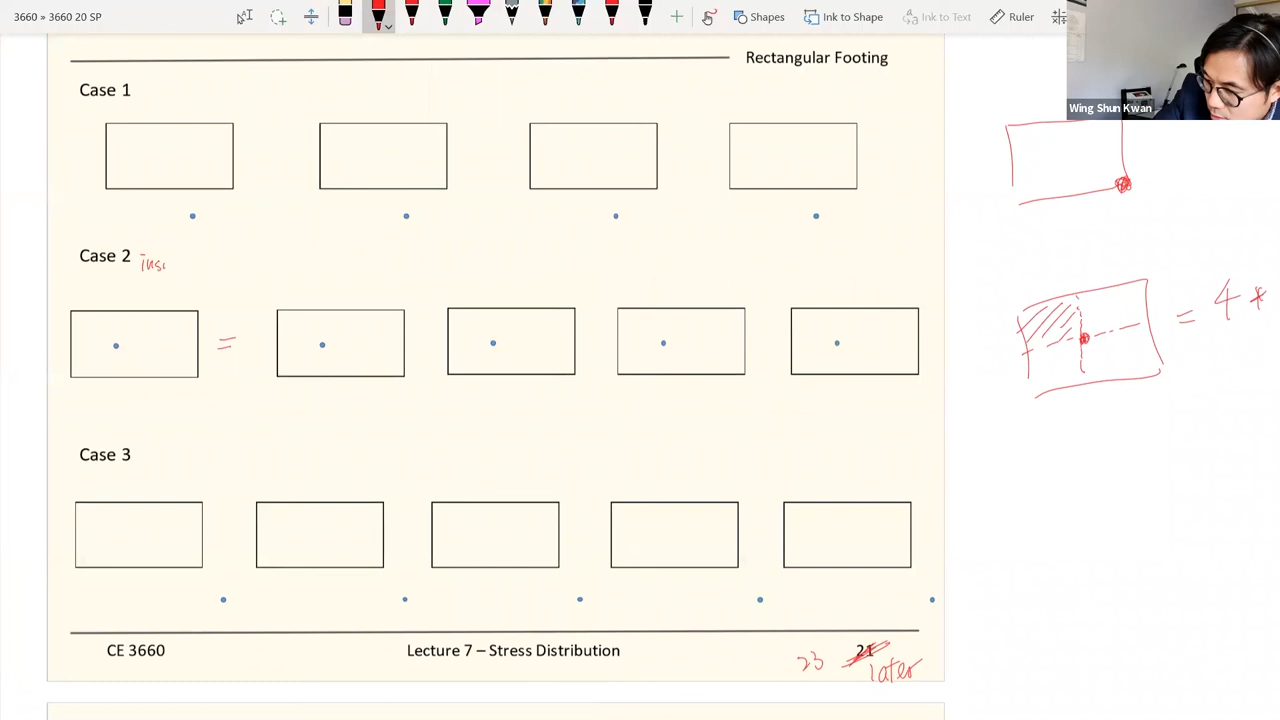 3660 » 3660 20 SP
Shapes
Ink to Shape
Ink to Text
Ruler
Wing Shun Kwan
Rectangular Footing
Case 1
Case 2 insi
=
= 4 *
Case 3
CE 3660
Lecture 7 – Stress Distribution
21
23
later